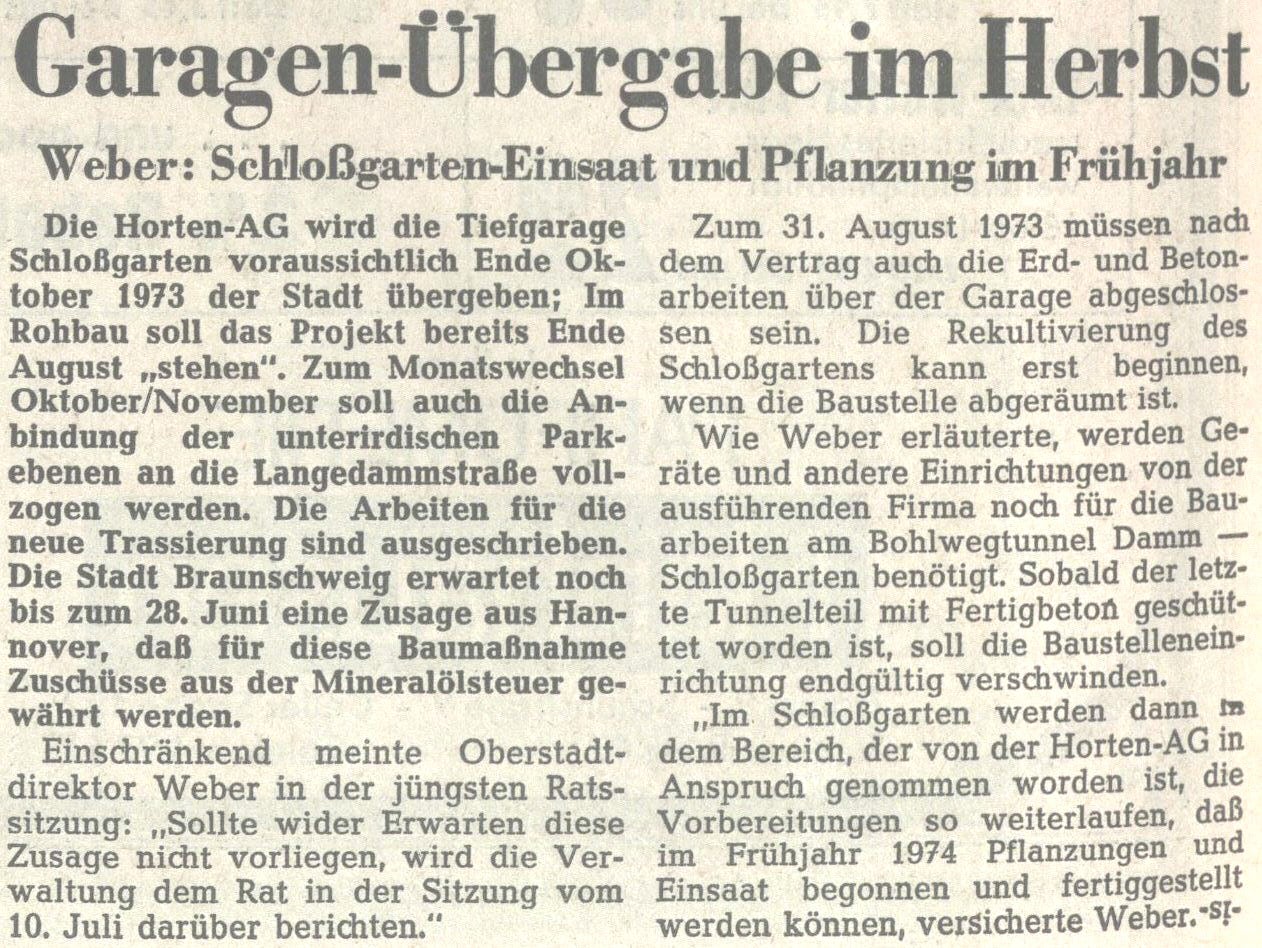 Garagen-Übergabe im Herbst
Weber: Schloßgarten-Einsaat und Pflanzung im Frühjahr
Die Horten-AG wird die Tiefgarage
Schloßgarten voraussichtlich Ende Ok-
tober 1973 der Stadt übergeben; Im
Rohbau soll das Projekt bereits Ende
August „stehen“. Zum Monatswechsel
Oktober/November soll auch die An-
bindung der unterirdischen Park-
ebenen an die Langedammstraße voll-
zogen werden. Die Arbeiten für die
neue Trassierung sind ausgeschrieben.
Die Stadt Braunschweig erwartet noch
bis zum 28. Juni eine Zusage aus Han-
nover, daß für diese Baumaßnahme
Zuschüsse aus der Mineralölsteuer ge-
währt werden.
Einschränkend meinte Oberstadt-
direktor Weber in der jüngsten Rats-
sitzung: „Sollte wider Erwarten diese
Zusage nicht vorliegen, wird die Ver-
waltung dem Rat in der Sitzung vom
10. Juli darüber berichten.“
Zum 31. August 1973 müssen nach
dem Vertrag auch die Erd- und Beton-
arbeiten über der Garage abgeschlos-
sen sein. Die Rekultivierung des
Schloßgartens kann erst beginnen,
wenn die Baustelle abgeräumt ist.
Wie Weber erläuterte, werden Ge-
räte und andere Einrichtungen von der
ausführenden Firma noch für die Bau-
arbeiten am Bohlwegtunnel Damm —
Schloßgarten benötigt. Sobald der letz-
te Tunnelteil mit Fertigbeton geschüt-
tet worden ist, soll die Baustellenein-
richtung endgültig verschwinden.
„Im Schloßgarten werden dann in
dem Bereich, der von der Horten-AG in
Anspruch genommen worden ist, die
Vorbereitungen so weiterlaufen, daß
im Frühjahr 1974 Pflanzungen und
Einsaat begonnen und fertiggestellt
werden können, versicherte Weber. -SI-